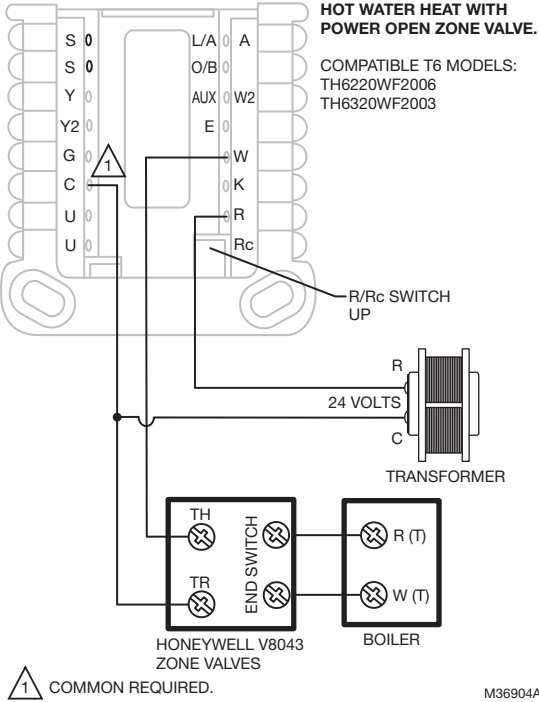 HOT WATER HEAT WITH
POWER OPEN ZONE VALVE.
COMPATIBLE T6 MODELS:
TH6220WF2006
TH6320WF2003
S L/A A
S O/B
Y AUX W2
Y2 E
G W
1
C K
U R
U Rc
R/Rc SWITCH
UP
R
24 VOLTS
C
TRANSFORMER
TH
TR
END SWITCH
R (T)
W (T)
HONEYWELL V8043
ZONE VALVES
BOILER
1 COMMON REQUIRED.
M36904A